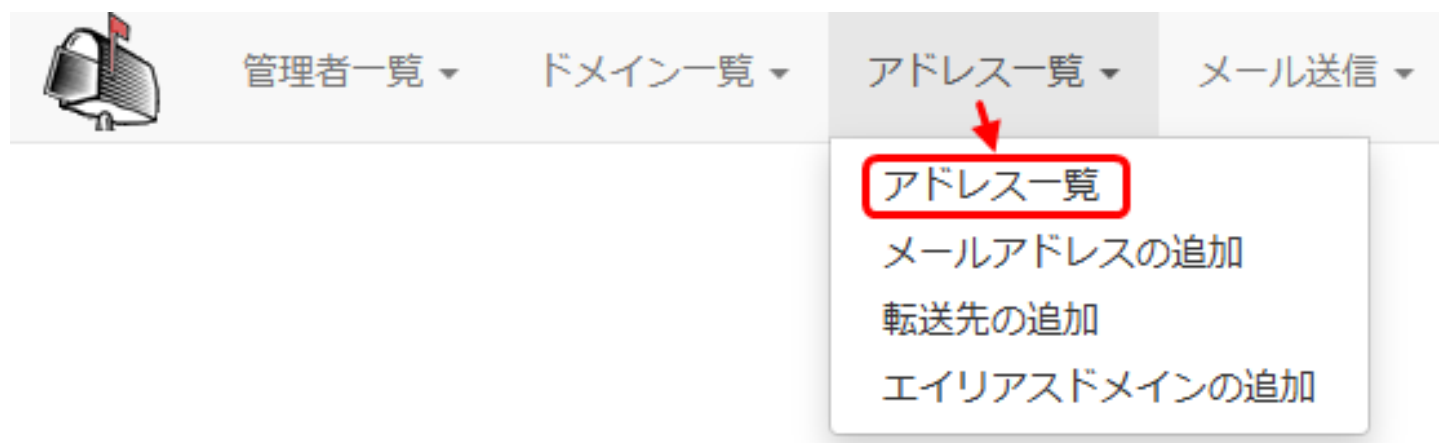 管理者一覧 ドメイン一覧 アドレス一覧 メール送信
アドレス一覧
メールアドレスの追加
転送先の追加
エイリアスドメインの追加